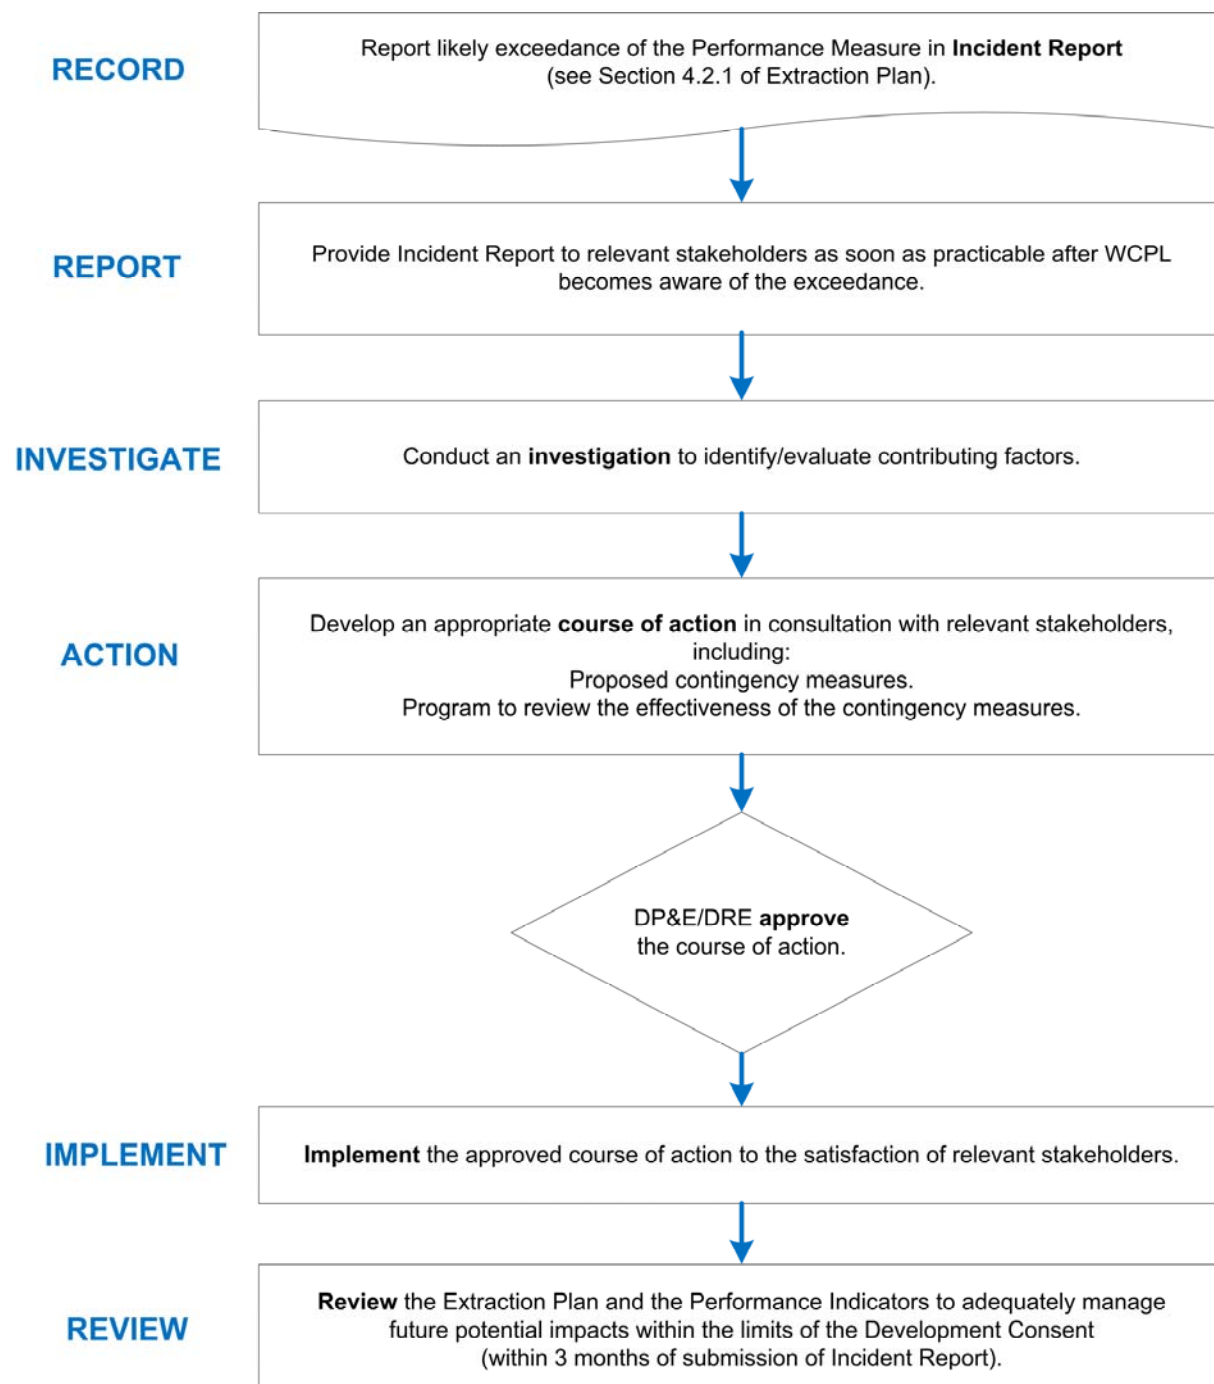 RECORD
Report likely exceedance of the Performance Measure in Incident Report
(see Section 4.2.1 of Extraction Plan).
REPORT
Provide Incident Report to relevant stakeholders as soon as practicable after WCPL
becomes aware of the exceedance.
INVESTIGATE
Conduct an investigation to identify/evaluate contributing factors.
ACTION
Develop an appropriate course of action in consultation with relevant stakeholders,
including:
Proposed contingency measures.
Program to review the effectiveness of the contingency measures.
DP&E/DRE approve
the course of action.
IMPLEMENT
Implement the approved course of action to the satisfaction of relevant stakeholders.
REVIEW
Review the Extraction Plan and the Performance Indicators to adequately manage
future potential impacts within the limits of the Development Consent
(within 3 months of submission of Incident Report).